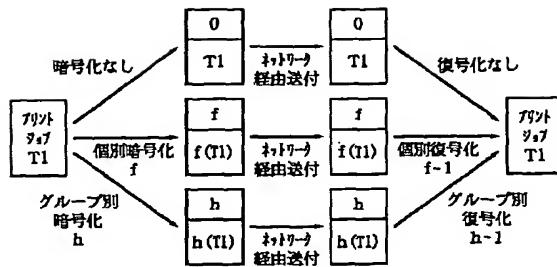 0
T1
ネットワーク
経由送付
0
T1
暗号化なし
復号化なし
プリント
ジョブ
T1
個別暗号化
f
f
f(T1)
ネットワーク
経由送付
f
f(T1)
個別復号化
f-1
プリント
ジョブ
T1
グループ別
暗号化
h
h
h(T1)
ネットワーク
経由送付
h
h(T1)
グループ別
復号化
h-1